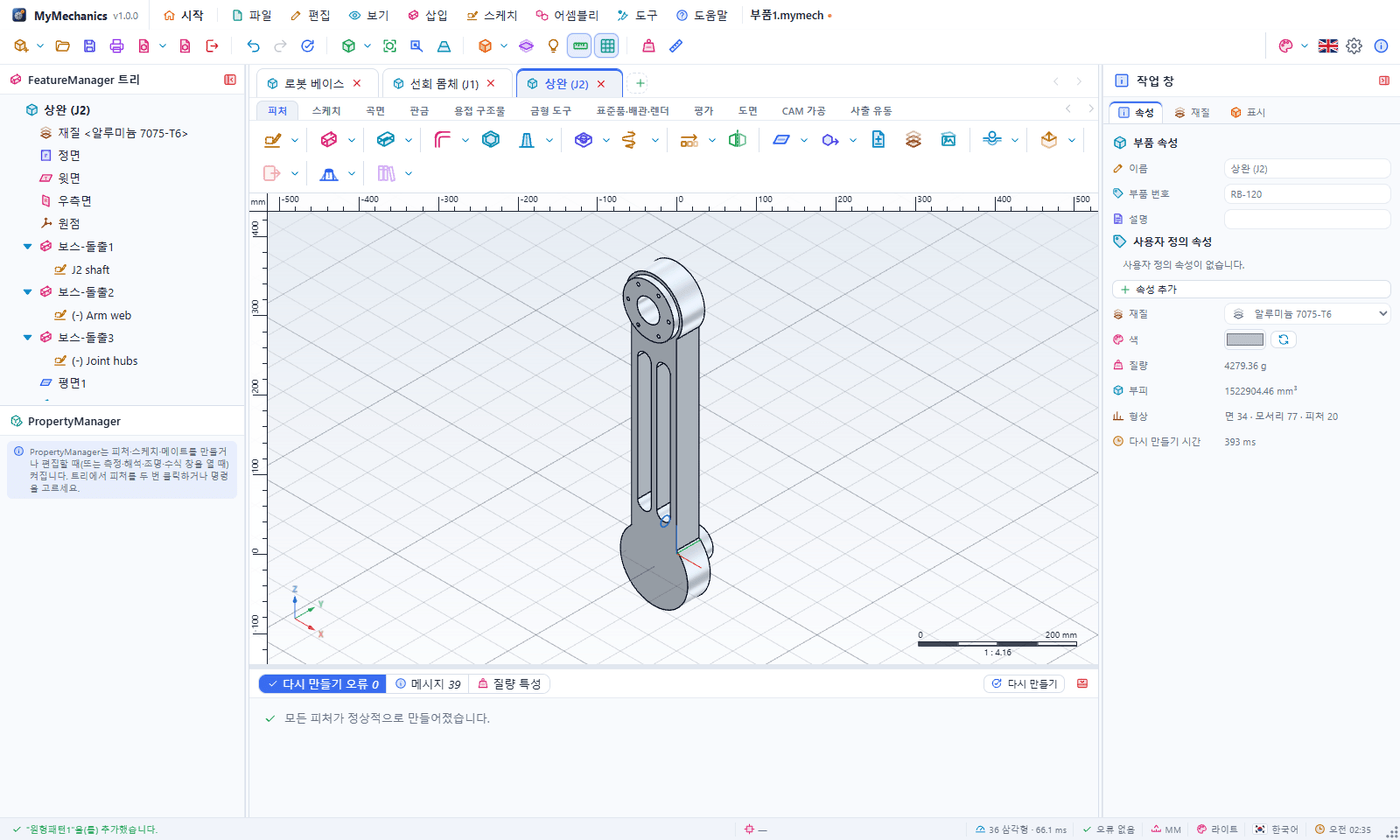 MyMechanics v1.0.0 시작 파일 편집 보기 삽입 스케치 어셈블리 도구 도움말 부품1.mymech
FeatureManager 트리
상완 (J2)
재질 <알루미늄 7075-T6>
정면
윗면
우측면
원점
보스-돌출1
J2 shaft
보스-돌출2
(-) Arm web
보스-돌출3
(-) Joint hubs
평면1
PropertyManager
PropertyManager는 피처·스케치·메이트를 만들거
나 편집할 때(또는 측정·해석·조명·수식 창을 열 때)
켜집니다. 트리에서 피처를 두 번 클릭하거나 명령
을 고르세요.
로봇 베이스 선회 몸체 (J1) 상완 (J2)
피처 스케치 곡면 판금 용접 구조물 금형 도구 표준품·배관·렌더 평가 도면 CAM 가공 사출 유동
mm -500 -400 -300 -200 -100 0 100 200 300 400 500
400
300
200
100
0
-100
Z
Y
X
0 200 mm
1 : 4.16
다시 만들기 오류 0 메시지 39 질량 특성 다시 만들기
모든 피처가 정상적으로 만들어졌습니다.
작업 창
속성 재질 표시
부품 속성
이름 상완 (J2)
부품 번호 RB-120
설명
사용자 정의 속성
사용자 정의 속성이 없습니다.
속성 추가
재질 알루미늄 7075-T6
색
질량 4279.36 g
부피 1522904.46 mm³
형상 면 34 · 모서리 77 · 피처 20
다시 만들기 시간 393 ms
"원형패턴1"을(를) 추가했습니다. — 36 삼각형 · 66.1 ms 오류 없음 MM 라이트 한국어 오전 02:35